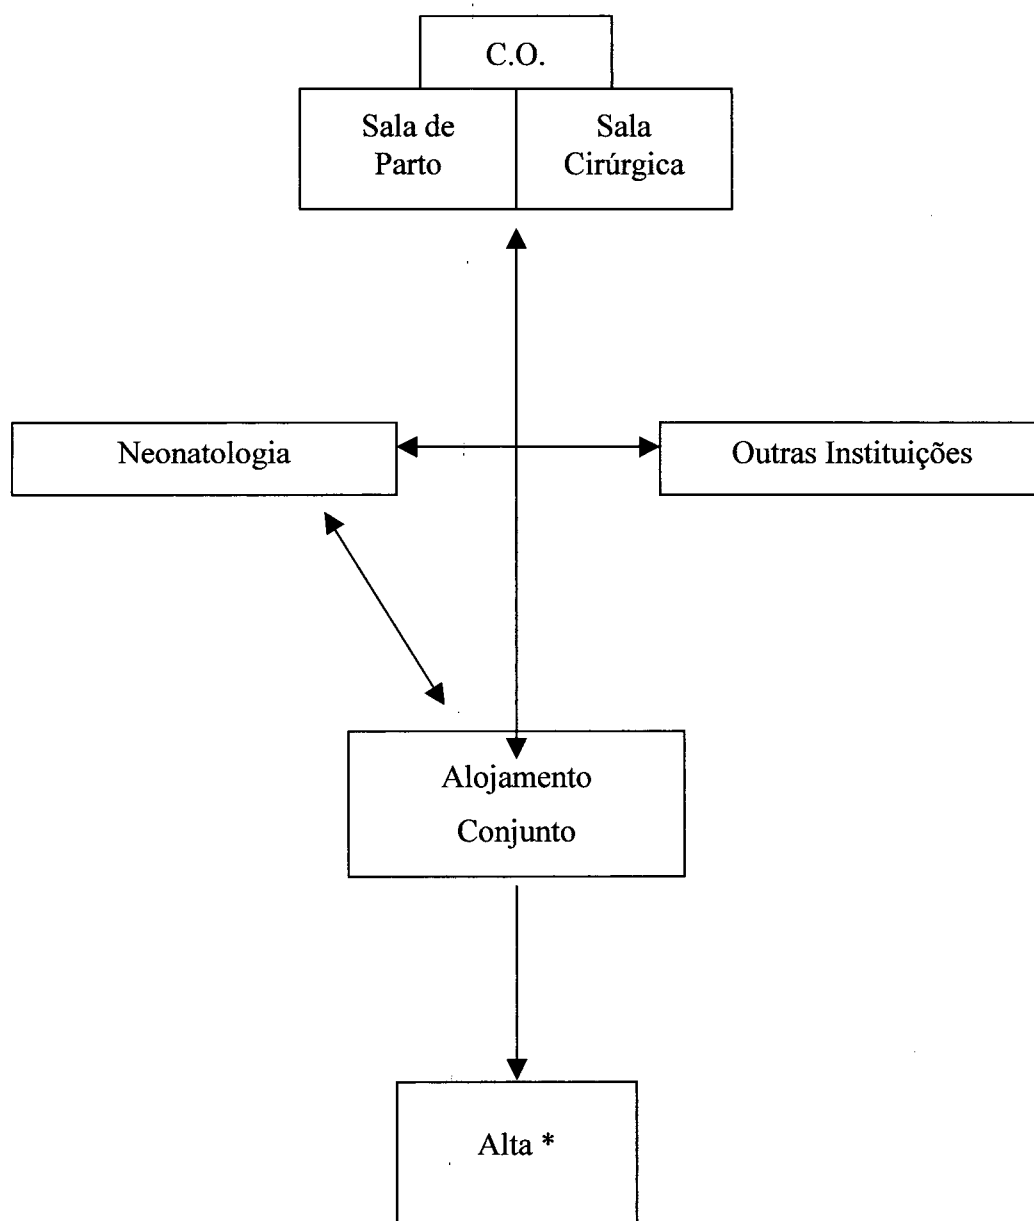 C.O.
Sala de
Parto
Sala
Cirúrgica
Neonatologia
Outras Instituições
Alojamento
Conjunto
Alta *